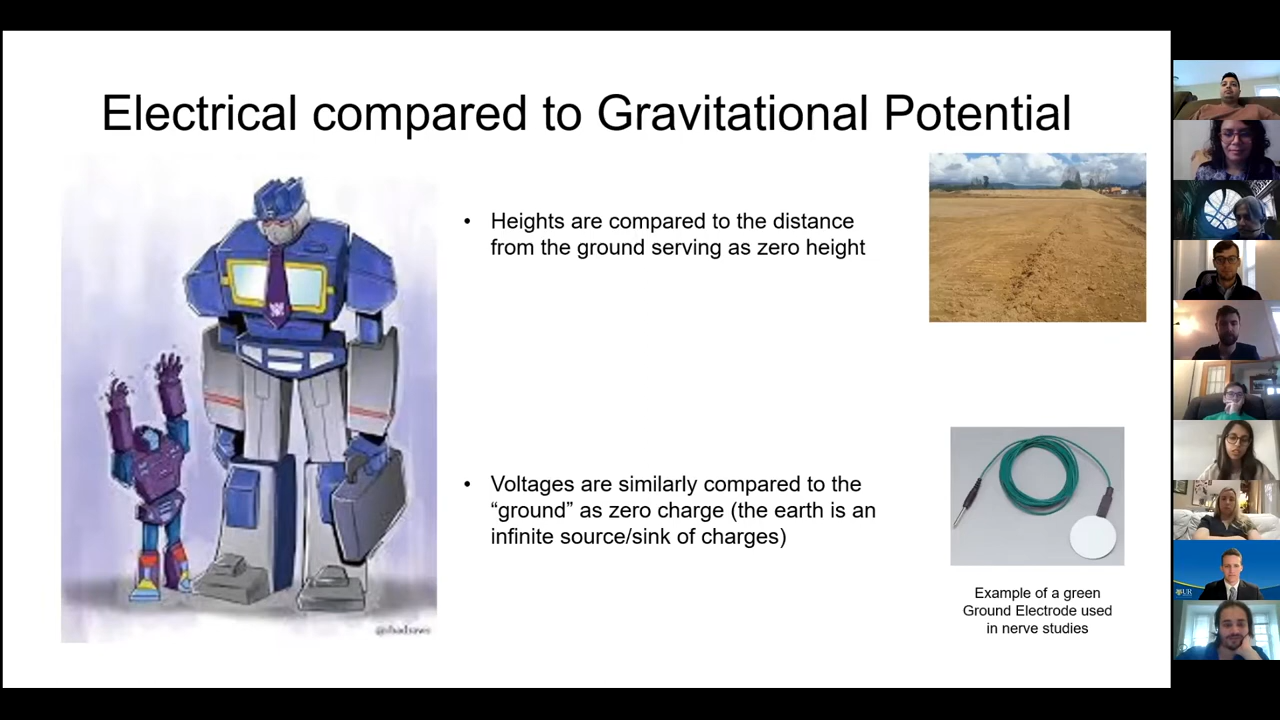 Electrical compared to Gravitational Potential
• Heights are compared to the distance
from the ground serving as zero height
• Voltages are similarly compared to the
“ground” as zero charge (the earth is an
infinite source/sink of charges)
Example of a green
Ground Electrode used
in nerve studies
UR